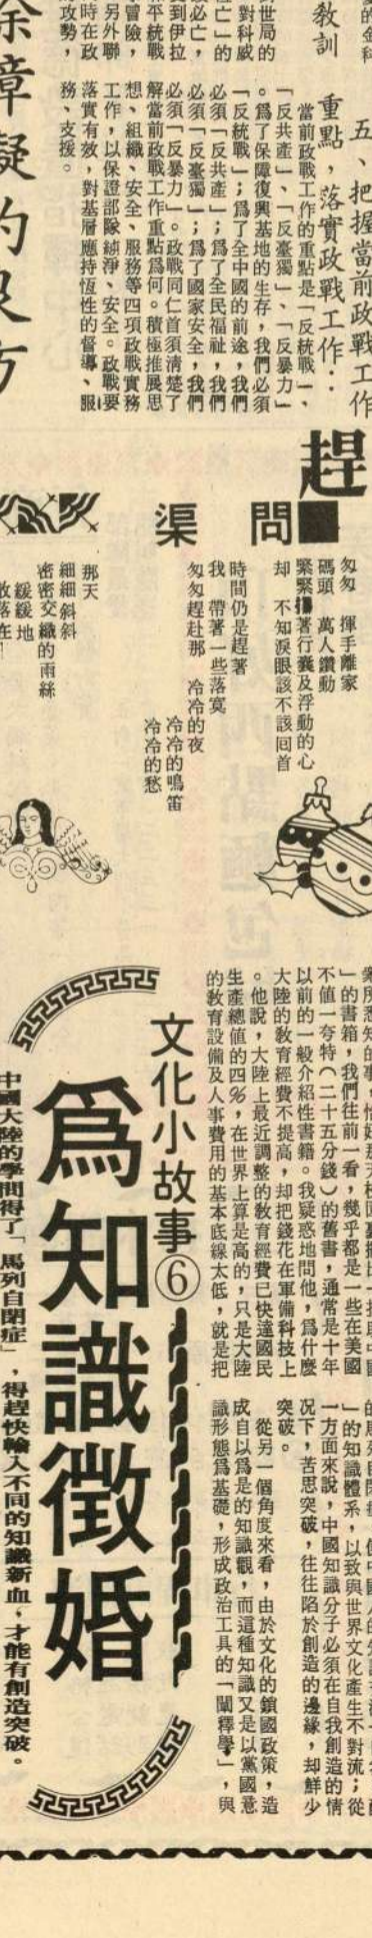 教訓
重點，落實政戰工作：
五、把握當前政戰工作
當前政戰工作的重點是「反統戰」、
「反共產」、「反臺獨」、「反暴力」
。爲了保障復興基地的生存，我們必須
「反統戰」；爲了全中國的前途，我們
必須「反共產」；爲了全民福祉，我們
必須「反臺獨」；爲了國家安全，我們
必須「反暴力」。政戰同仁首須清楚了
解當前政戰工作重點爲何。積極推展思
想、組織、安全、服務等四項政戰實務
工作，以保證部隊純淨、安全。政戰要
落實有效，對基層應持恆性的督導、服
務、支援。
趕
■問渠
匆匆　揮手離家
碼頭　萬人鑽動
緊緊 著行囊及浮動的心
却　不知淚眼該不該回首
時間仍是趕著
我　帶著一些落寞
匆匆趕赴那　冷冷的夜
冷冷的鳴笛
冷冷的愁
那天
細細斜斜
密密交織的雨絲
緩緩地
」的書箱，我們往前一看，幾乎都是一些在美國
不值一夸特（二十五分錢）的舊書，通常是十年
以前的一般介紹性書籍。我疑惑地問他，爲什麼
大陸的教育經費不提高，却把錢花在軍備科技上
。他說，大陸上最近調整的敎育經費已快達國民
生產總值的四％，在世界上算是高的，只是大陸
的敎育設備及人事費用的基本底線太低，就是把
」的知識體系，以致與世界文化產生不對流；從
一方面來說，中國知識分子必須在自我創造的情
況下，苦思突破，往往陷於創造的邊緣，却鮮少
突破。
從另一個角度來看，由於文化的鎖國政策，造
成自以爲是的知識觀，而這種知識又是以黨國意
識形態爲基礎，形成政治工具的「闡釋學」，與
文化小故事⑥
爲知識徵婚
中國大陸的學問得了「馬列自閉症」，得趕快輸入不同的知識新血，才能有創造突破。